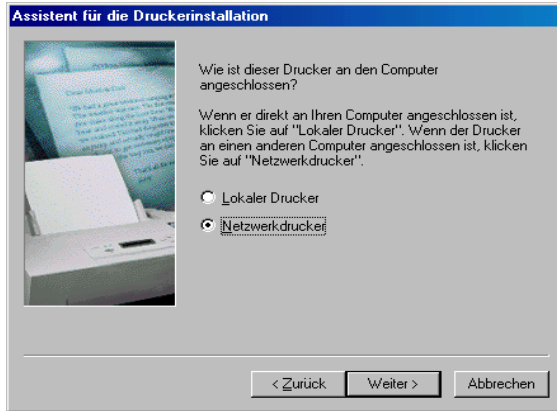 Assistent für die Druckerinstallation
Wie ist dieser Drucker an den Computer
angeschlossen?
Wenn er direkt an Ihren Computer angeschlossen ist,
klicken Sie auf "Lokaler Drucker". Wenn der Drucker
an einen anderen Computer angeschlossen ist, klicken
Sie auf "Netzwerkdrucker".
Lokaler Drucker
Netzwerkdrucker
< Zurück
Weiter >
Abbrechen